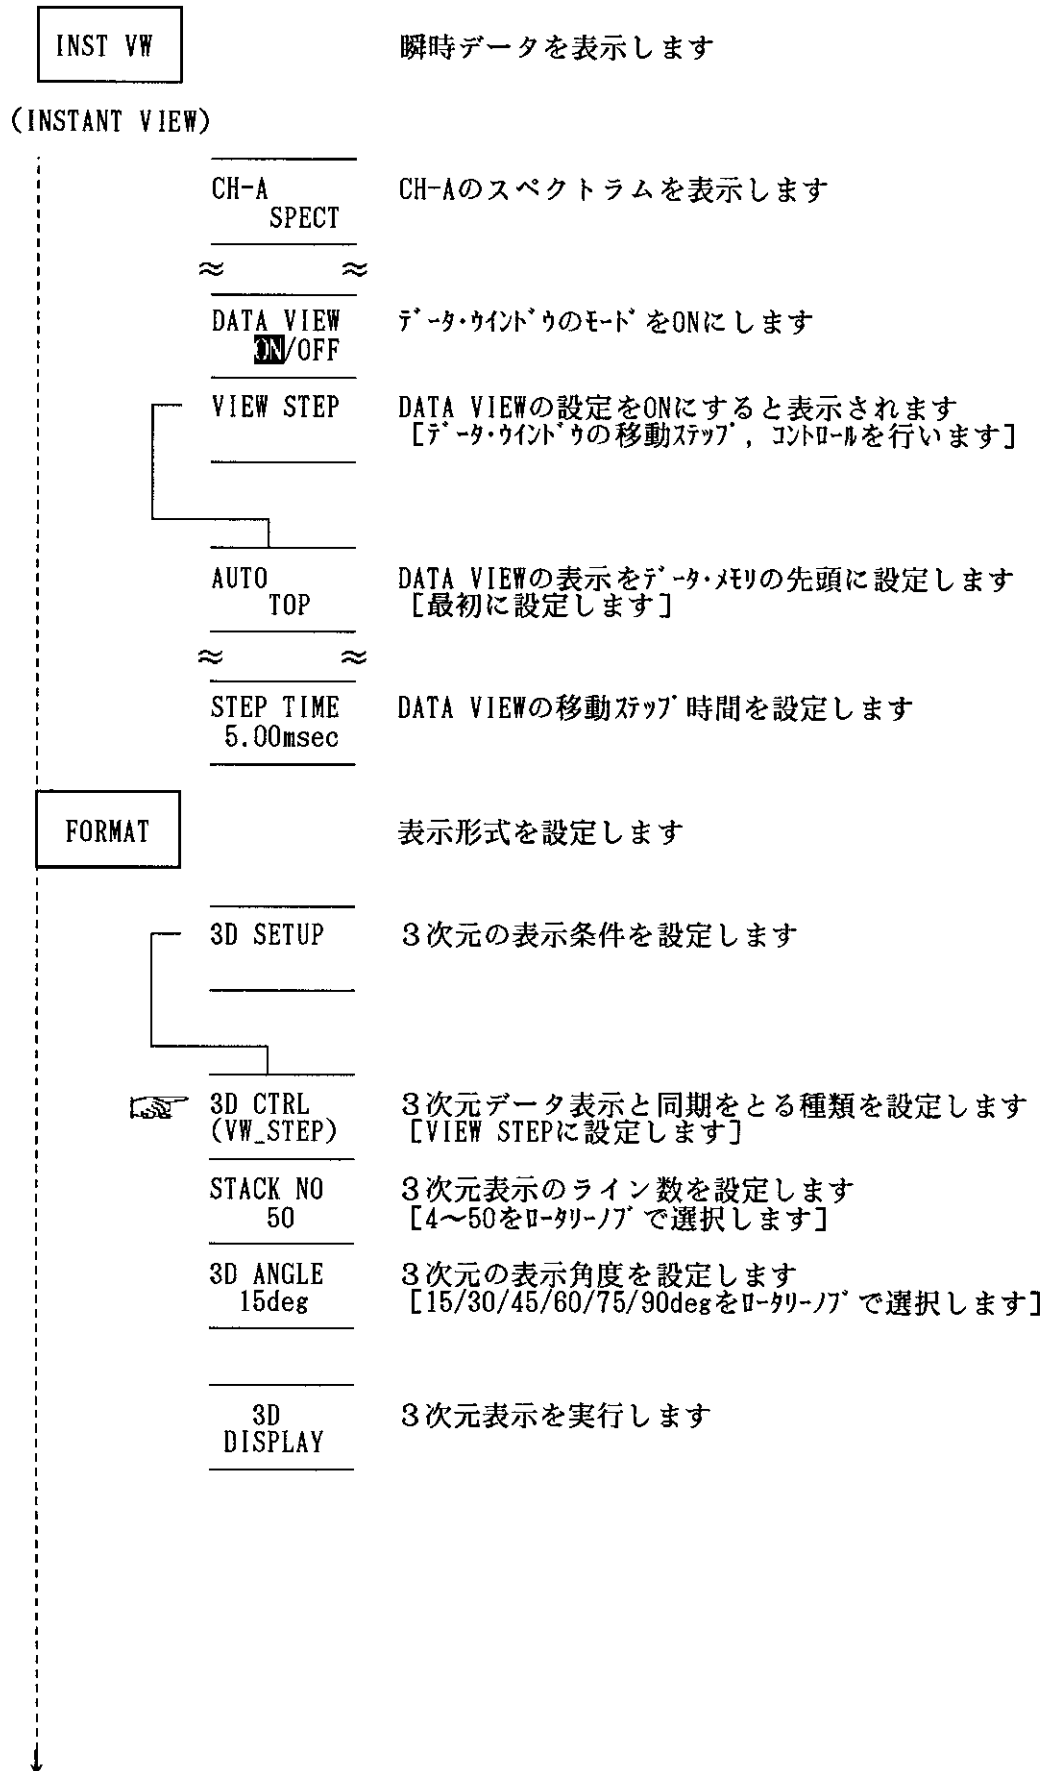 INST VW 瞬時データを表示します
(INSTANT VIEW)
CH-A CH-Aのスペクトラムを表示します
SPECT
≈ ≈
DATA VIEW ﾃﾞｰﾀ・ｳｲﾝﾄﾞｳのﾓｰﾄﾞをONにします
ON/OFF
VIEW STEP DATA VIEWの設定をONにすると表示されます
[ﾃﾞｰﾀ・ｳｲﾝﾄﾞｳの移動ｽﾃｯﾌﾟ, ｺﾝﾄﾛｰﾙを行います]
AUTO DATA VIEWの表示をﾃﾞｰﾀ・ﾒﾓﾘの先頭に設定します
TOP [最初に設定します]
≈ ≈
STEP TIME DATA VIEWの移動ｽﾃｯﾌﾟ時間を設定します
5.00msec
FORMAT 表示形式を設定します
3D SETUP 3次元の表示条件を設定します
☞ 3D CTRL 3次元データ表示と同期をとる種類を設定します
(VW_STEP) [VIEW STEPに設定します]
STACK NO 3次元表示のライン数を設定します
50 [4～50をﾛｰﾀﾘｰﾉﾌﾞで選択します]
3D ANGLE 3次元の表示角度を設定します
15deg [15/30/45/60/75/90degをﾛｰﾀﾘｰﾉﾌﾞで選択します]
3D 3次元表示を実行します
DISPLAY